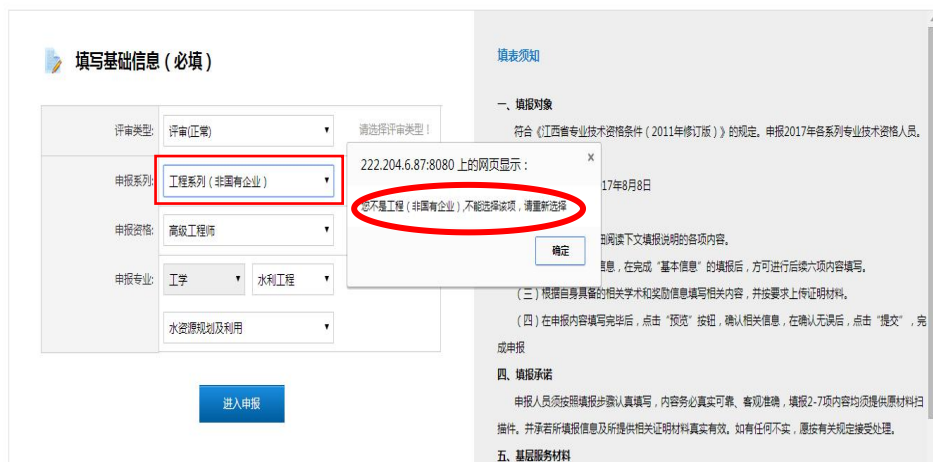 填写基础信息（必填）
评审类型:
评审(正常)
请选择评审类型！
申报系列:
工程系列（非国有企业）
申报资格:
高级工程师
申报专业:
工学
水利工程
水资源规划及利用
进入申报
222.204.6.87:8080 上的网页显示：
x
您不是工程（非国有企业）,不能选择该项，请重新选择
确定
填表须知
一、填报对象
符合《江西省专业技术资格条件（2011年修订版）》的规定。申报2017年各系列专业技术资格人员。
17年8月8日
阅读下文填报说明的各项内容。
信息，在完成“基本信息”的填报后，方可进行后续六项内容填写。
（三）根据自身具备的相关学术和奖励信息填写相关内容，并按要求上传证明材料。
（四）在申报内容填写完毕后，点击“预览”按钮，确认相关信息，在确认无误后，点击“提交”，完
成申报
四、填报承诺
申报人员须按照填报步骤认真填写，内容务必真实可靠、客观准确，填报2-7项内容均须提供原材料扫
描件。并承若所填报信息及所提供相关证明材料真实有效。如有任何不实，愿按有关规定接受处理。
五、基层服务材料